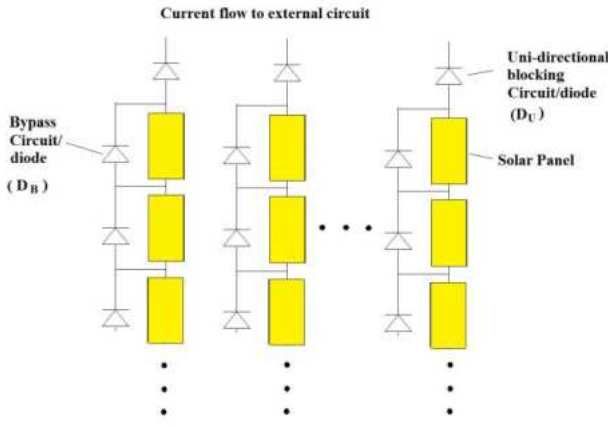 Current flow to external circuit
Uni-directional
blocking
Circuit/diode
(DU)
Bypass
Circuit/
diode
(DB)
Solar Panel